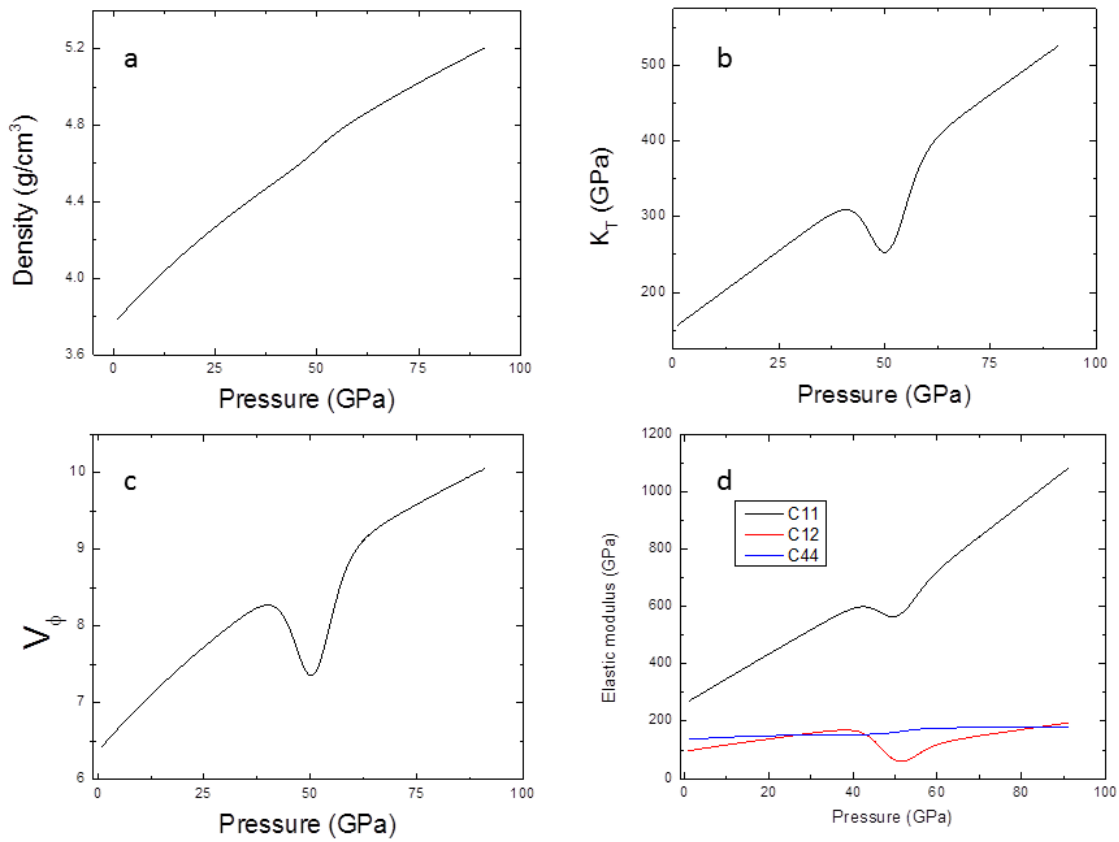 a
Density (g/cm³)
5.2
4.8
4.4
4.0
3.6
0 25 50 75 100
Pressure (GPa)
b
K_T (GPa)
500
400
300
200
0 25 50 75 100
Pressure (GPa)
c
V_ϕ
10
9
8
7
6
0 25 50 75 100
Pressure (GPa)
d
C11
C12
C44
Elastic modulus (GPa)
1200
1000
800
600
400
200
0
0 20 40 60 80 100
Pressure (GPa)